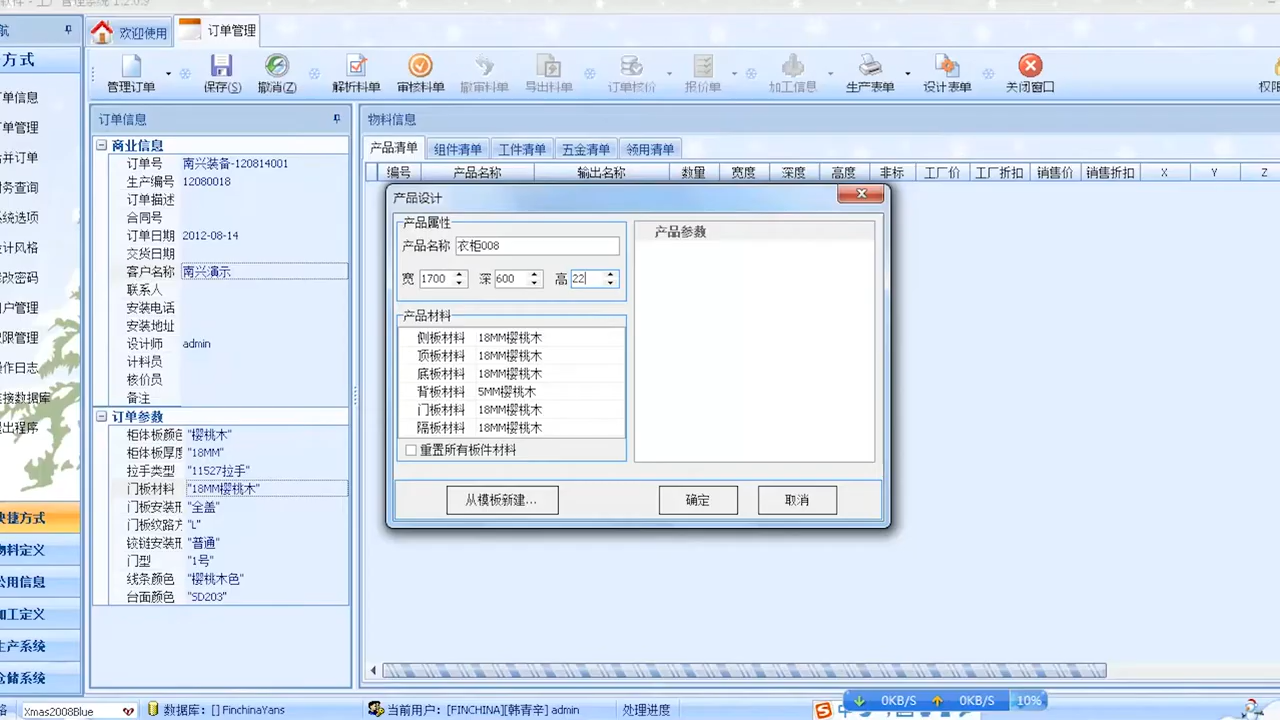 欢迎使用 订单管理
管理订单 保存(S) 撤消(Z) 解析料单 审核料单 撤审料单 导出料单 订单核价 报价单 加工信息 生产表单 设计表单 关闭窗口
方式
订单信息
物料信息
产品清单 组件清单 工件清单 五金清单 领用清单
编号 产品名称 输出名称 数量 宽度 深度 高度 非标 工厂价 工厂折扣 销售价 销售折扣 X Y Z
商业信息
订单号 南兴装备-120814001
生产编号 12080018
订单描述
合同号
订单日期 2012-08-14
交货日期
客户名称 南兴演示
联系人
安装电话
安装地址
设计师 admin
计料员
核价员
备注
订单参数
柜体板颜色 "樱桃木"
柜体板厚度 "18MM"
拉手类型 "11527拉手"
门板材料 "18MM樱桃木"
门板安装形 "全盖"
门板纹路方 "L"
铰链安装形 "普通"
门型 "1号"
线条颜色 "樱桃木色"
台面颜色 "SD203"
产品设计
产品属性
产品名称 衣柜008
宽 1700 深 600 高 22
产品材料
侧板材料 18MM樱桃木
顶板材料 18MM樱桃木
底板材料 18MM樱桃木
背板材料 5MM樱桃木
门板材料 18MM樱桃木
隔板材料 18MM樱桃木
重置所有板件材料
产品参数
从模板新建... 确定 取消
单信息
单管理
并订单
务查询
统选项
计风格
改密码
户管理
限管理
作日志
连接数据库
出程序
快捷方式
物料定义
公用信息
加工定义
生产系统
仓储系统
Xmas2008Blue 数据库: [] FinchinaYs 当前用户: [FINCHINA][韩青辛] admin 处理进度
0KB/S 0KB/S 10%